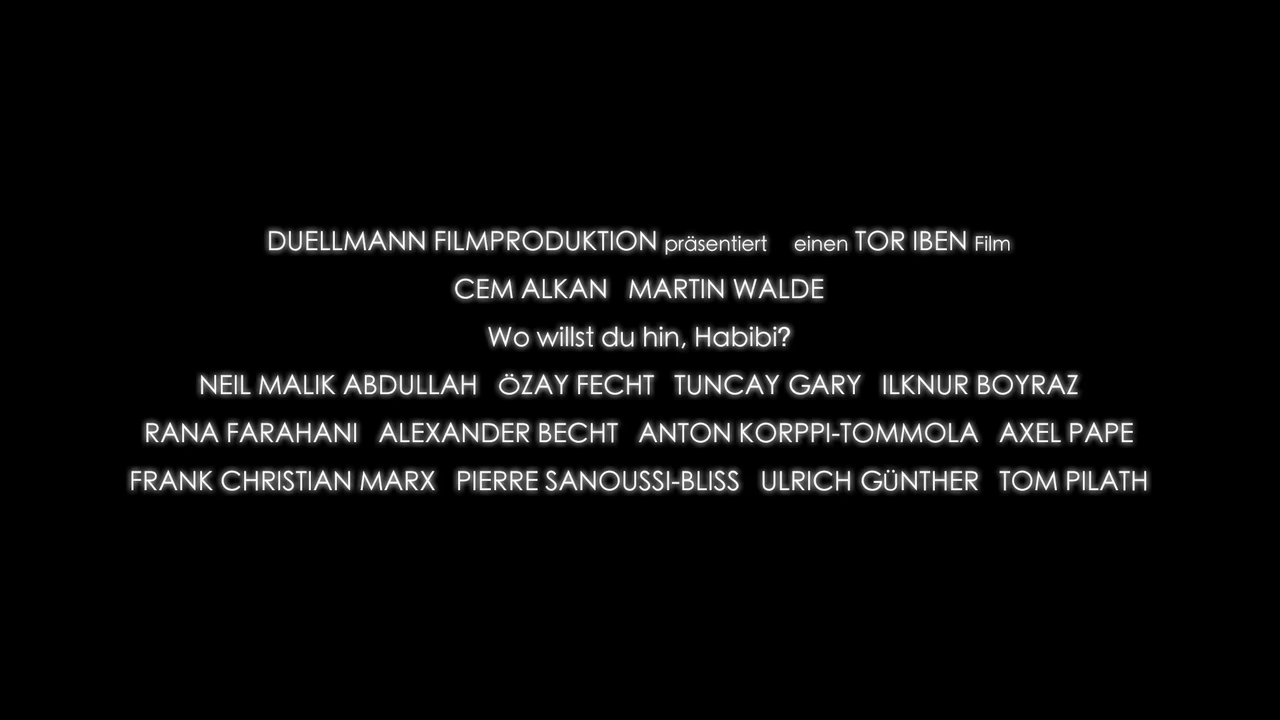 DUELLMANN FILMPRODUKTION präsentiert einen TOR IBEN Film
CEM ALKAN MARTIN WALDE
Wo willst du hin, Habibi?
NEIL MALIK ABDULLAH ÖZAY FECHT TUNCAY GARY ILKNUR BOYRAZ
RANA FARAHANI ALEXANDER BECHT ANTON KORPPI-TOMMOLA AXEL PAPE
FRANK CHRISTIAN MARX PIERRE SANOUSSI-BLISS ULRICH GÜNTHER TOM PILATH